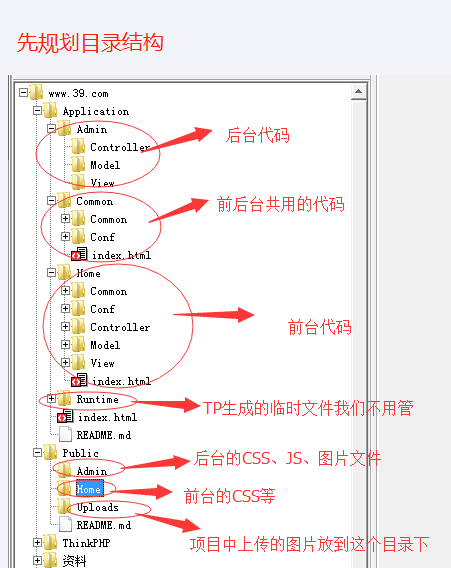 先规划目录结构
www.39.com
Application
Admin
后台代码
Controller
Model
View
Common
前后台共用的代码
Common
Conf
index.html
Home
Common
Conf
Controller
前台代码
Model
View
index.html
Runtime
TP生成的临时文件我们不用管
index.html
README.md
Public
后台的CSS、JS、图片文件
Admin
Home
前台的CSS等
Uploads
README.md
项目中上传的图片放到这个目录下
ThinkPHP
资料